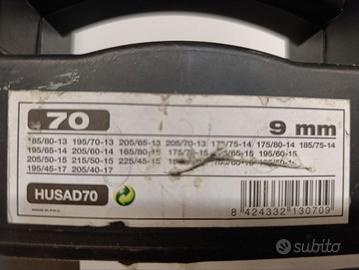 70
9 mm
185/80-13 195/70-13 205/65-13 205/70-13 175/75-14 175/80-14 185/75-14
195/65-14 205/60-14 165/80-15 175/70-15 195/60-15
205/50-15 215/50-15 225/45-15
195/45-17 205/40-17
HUSAD70
MADE IN P.R.C.
8 424332 130709
subito